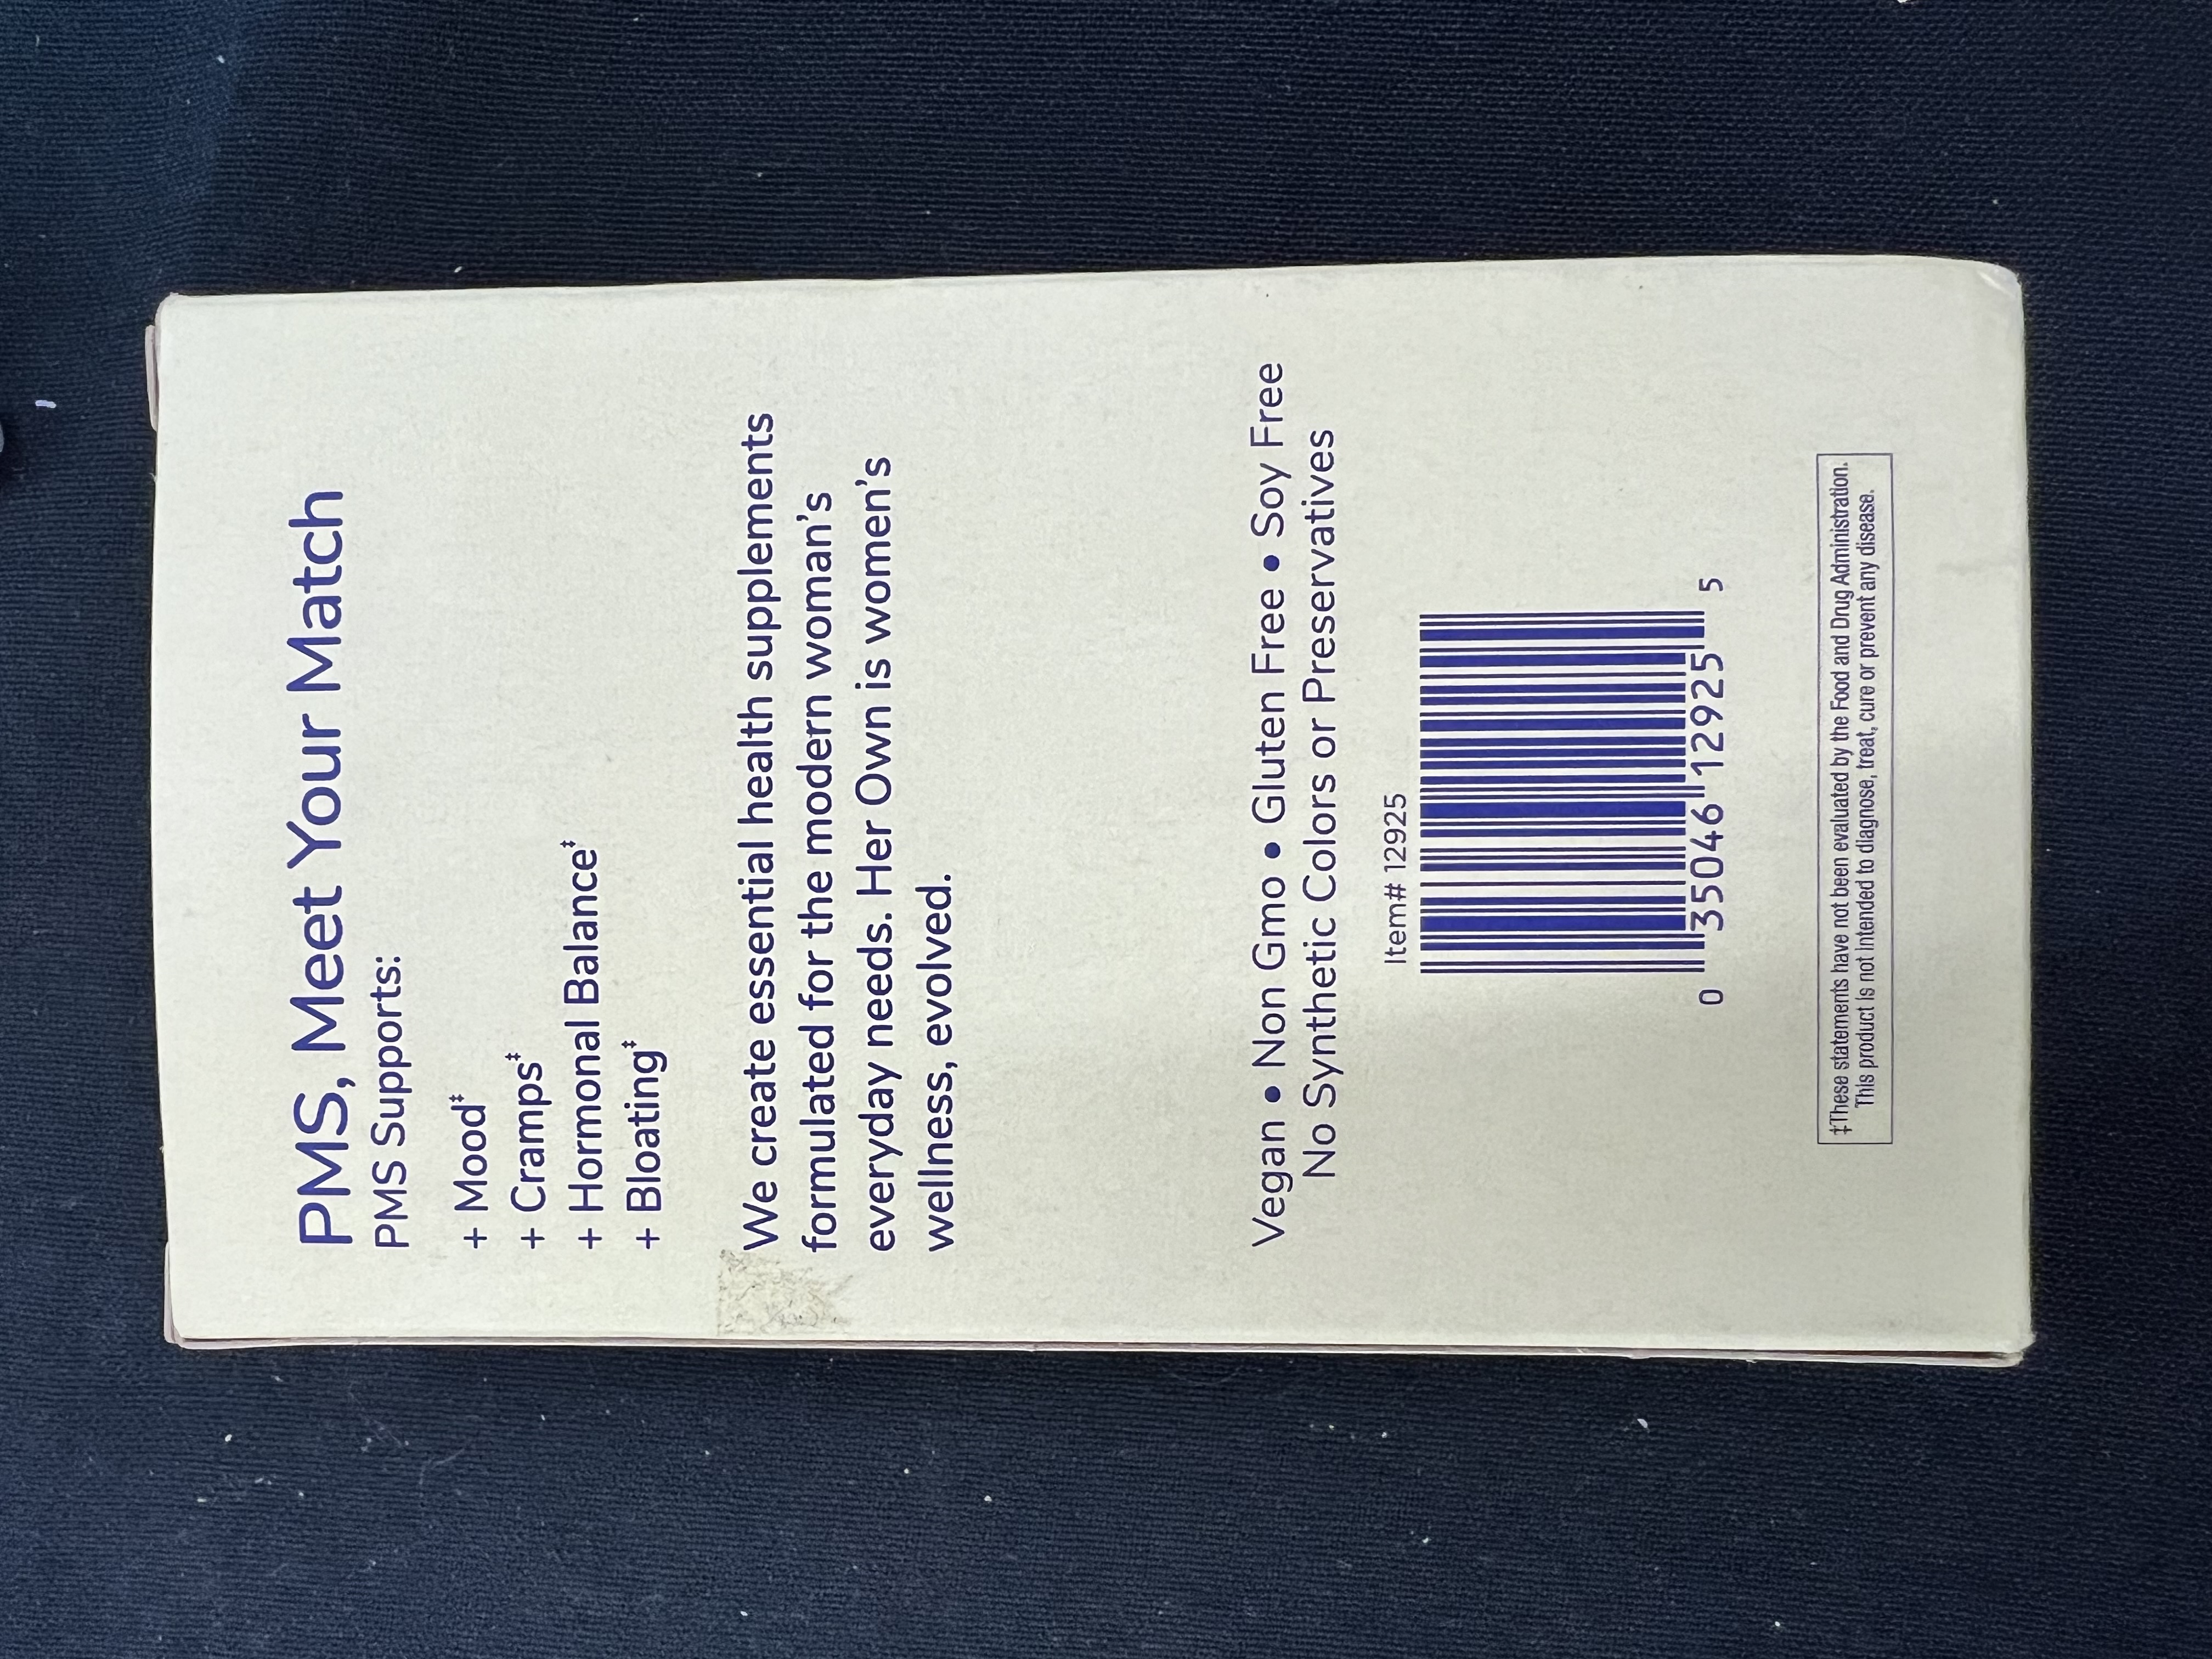 PMS, Meet Your Match
PMS Supports:
+ Mood‡
+ Cramps‡
+ Hormonal Balance‡
+ Bloating‡
We create essential health supplements
formulated for the modern woman's
everyday needs. Her Own is women's
wellness, evolved.
Vegan • Non Gmo • Gluten Free • Soy Free
No Synthetic Colors or Preservatives
Item# 12925
0 35046 12925 5
‡These statements have not been evaluated by the Food and Drug Administration.
This product is not intended to diagnose, treat, cure or prevent any disease.